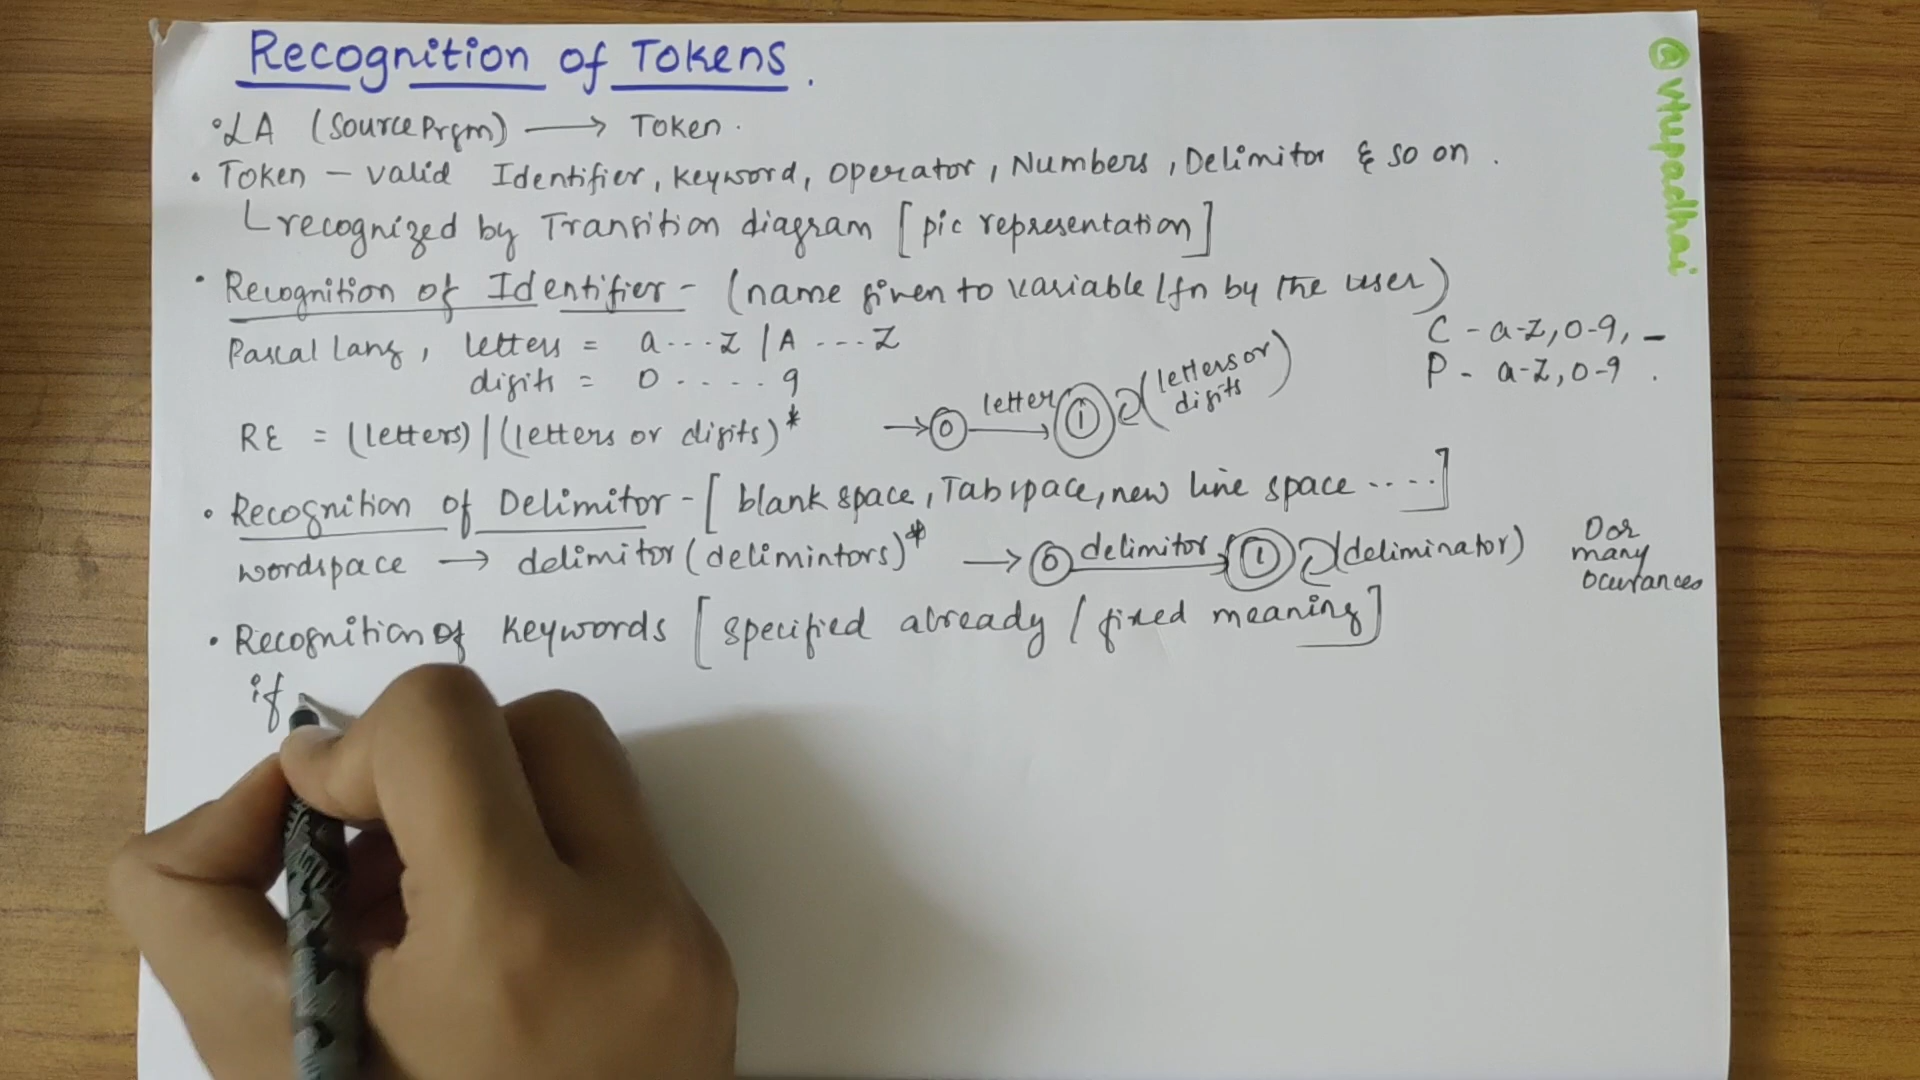 Recognition of Tokens.
LA (Source Prgm) → Token.
• Token - valid Identifier, keyword, operator, Numbers, Delimitor & so on.
recognized by Transition diagram [pic representation]
• Recognition of Identifier - (name given to variable/fn by the user)
Pascal lang, letters = a...z | A ...Z
digits = 0.....9
C - a-z, 0-9, _
P - a-z, 0-9.
RE = (letters) | (letters or digits)*
→ 0 letter → 1 (letters or digits)
• Recognition of Delimitor - [blank space, Tab space, new line space ....]
wordspace → delimitor (delimintors)*
→ 0 delimitor → 1 (deliminator)
0 or
many
ocurances
• Recognition of Keywords [specified already / fixed meaning]
if
@vtupadhai